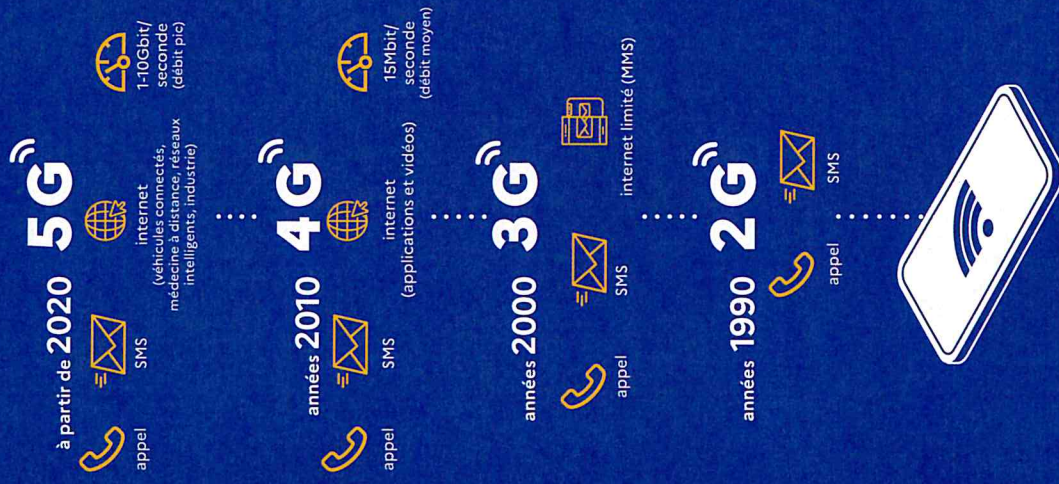 à partir de 2020 5G
appel
SMS
internet
(véhicules connectés,
médecine à distance, réseaux
intelligents, industrie)
1-10Gbit/
seconde
(débit pic)
années 2010 4G
appel
SMS
internet
(applications et vidéos)
15Mbit/
seconde
(débit moyen)
années 2000 3G
appel
SMS
internet limité (MMS)
années 1990 2G
appel
SMS